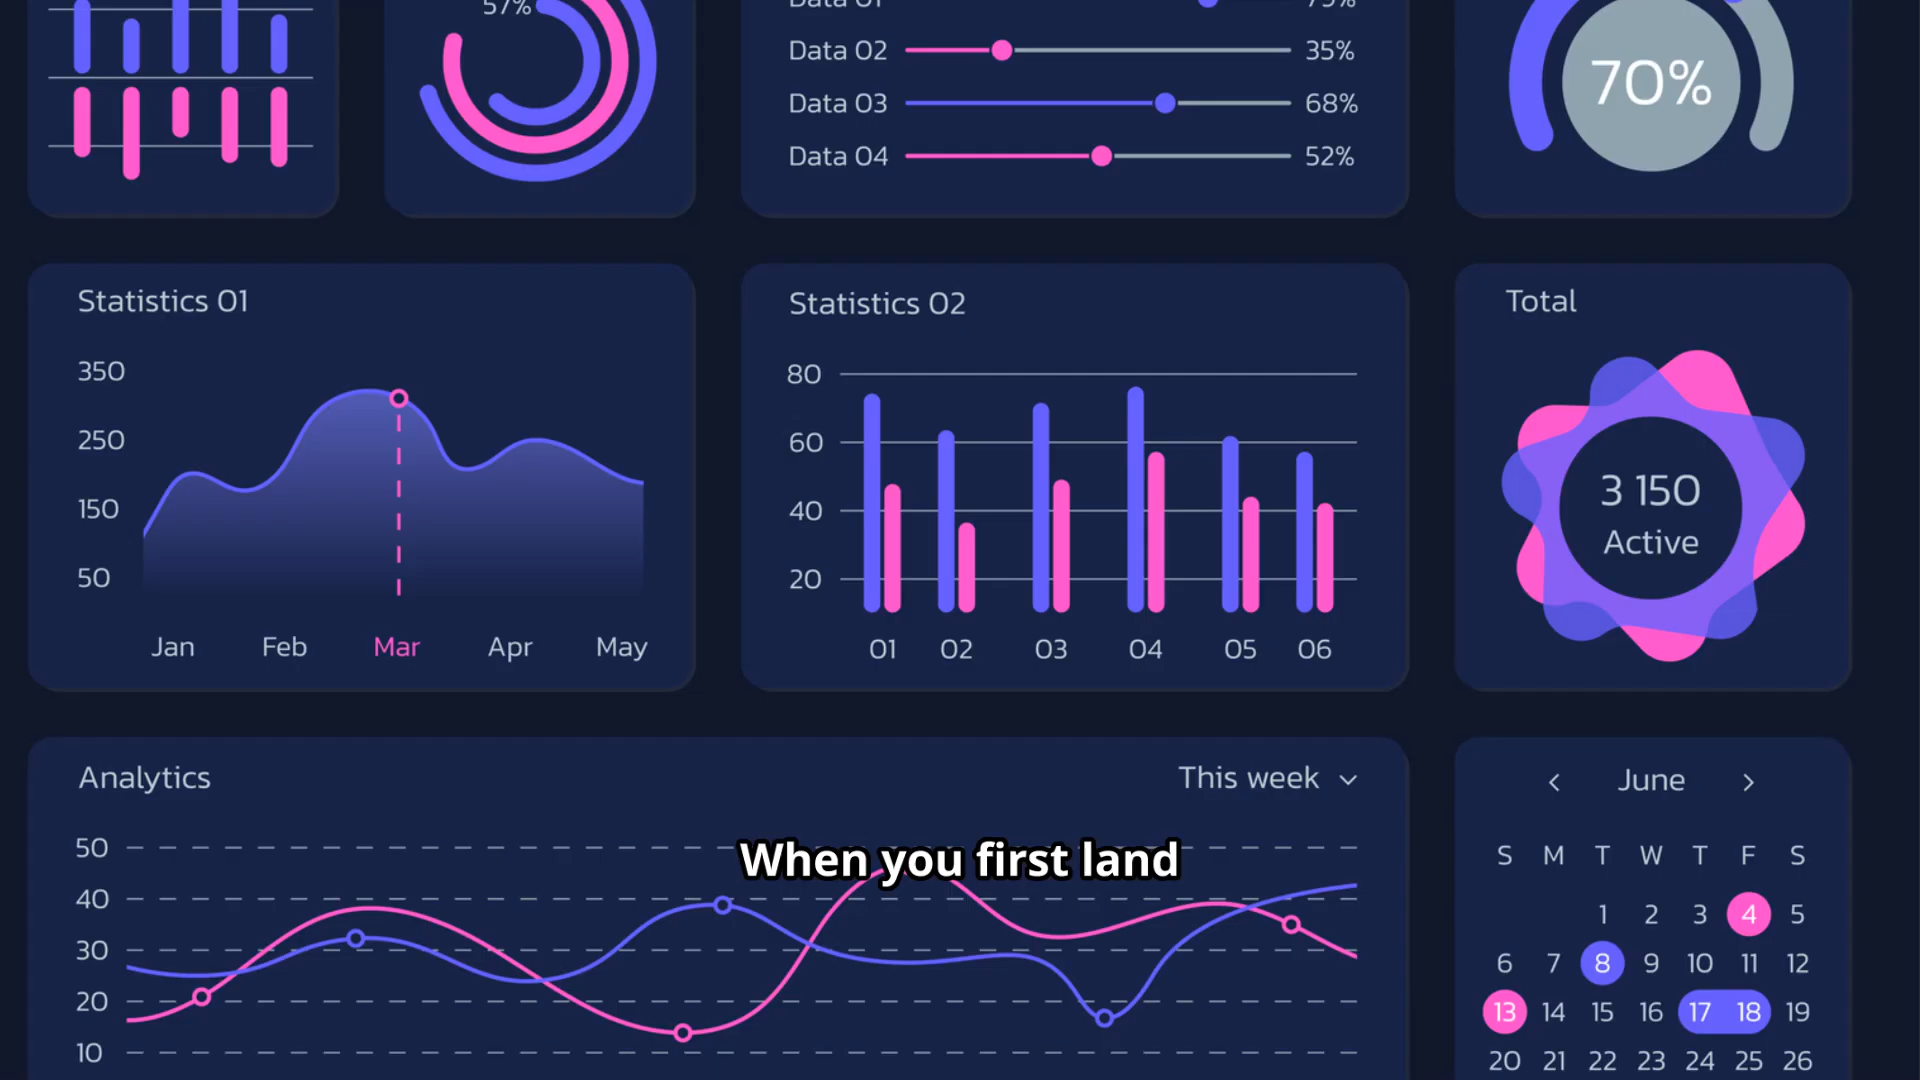 57%
Data 01 75%
Data 02 35%
Data 03 68%
Data 04 52%
70%
Statistics 01
350
250
150
50
Jan Feb Mar Apr May
Statistics 02
80
60
40
20
01 02 03 04 05 06
Total
3 150
Active
Analytics This week
50
40
30
20
10
When you first land
June
S M T W T F S
1 2 3 4 5
6 7 8 9 10 11 12
13 14 15 16 17 18 19
20 21 22 23 24 25 26